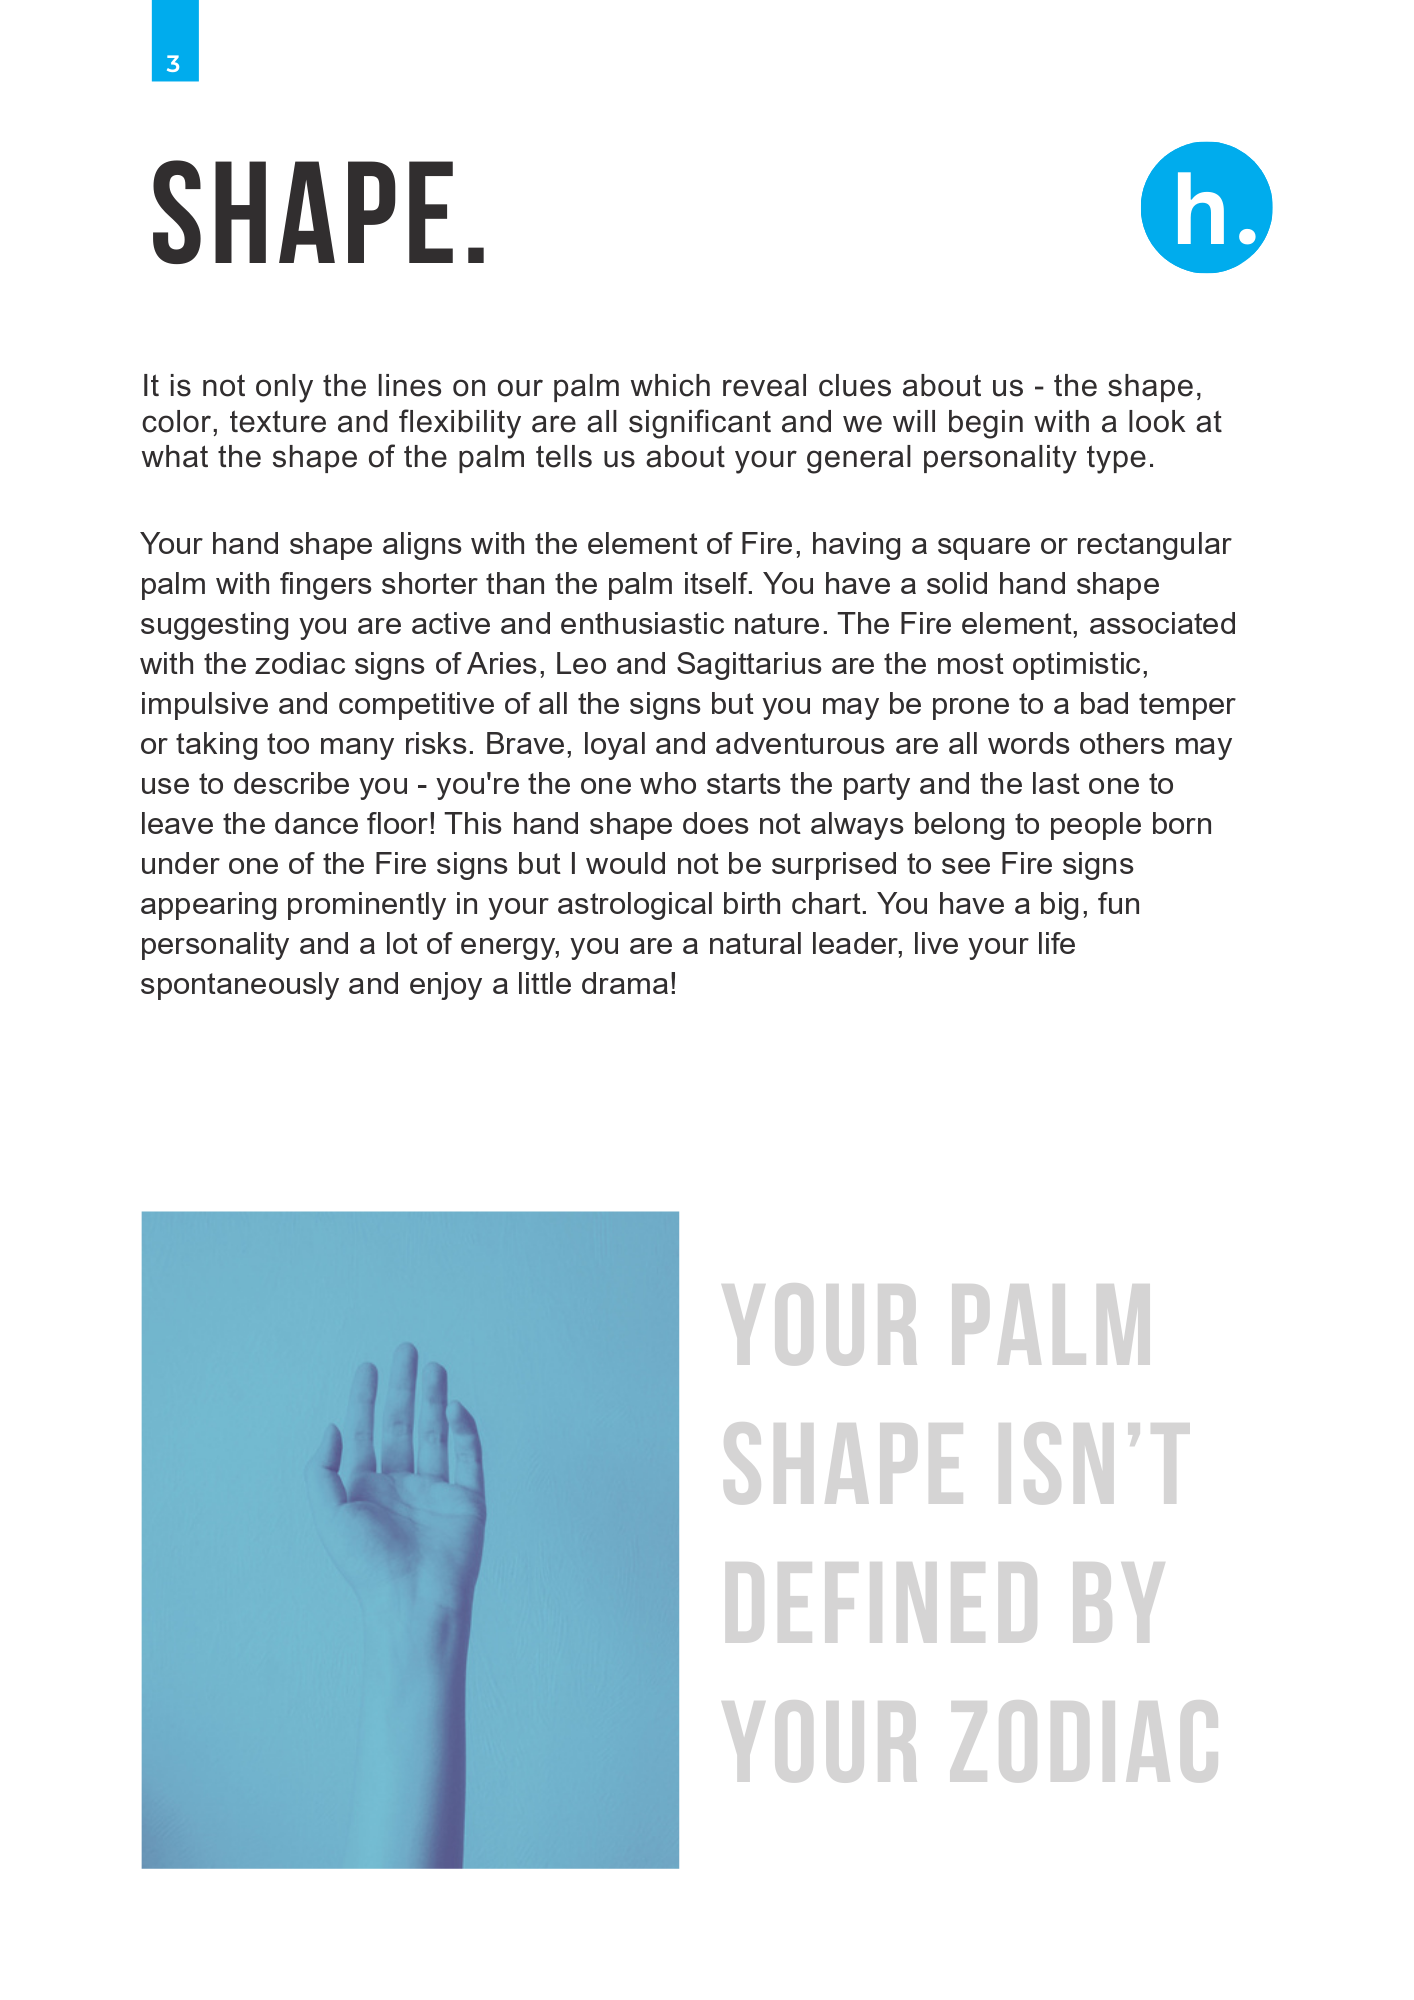 3
SHAPE.
h.
It is not only the lines on our palm which reveal clues about us - the shape,
color, texture and flexibility are all significant and we will begin with a look at
what the shape of the palm tells us about your general personality type.
Your hand shape aligns with the element of Fire, having a square or rectangular
palm with fingers shorter than the palm itself. You have a solid hand shape
suggesting you are active and enthusiastic nature. The Fire element, associated
with the zodiac signs of Aries, Leo and Sagittarius are the most optimistic,
impulsive and competitive of all the signs but you may be prone to a bad temper
or taking too many risks. Brave, loyal and adventurous are all words others may
use to describe you - you're the one who starts the party and the last one to
leave the dance floor! This hand shape does not always belong to people born
under one of the Fire signs but I would not be surprised to see Fire signs
appearing prominently in your astrological birth chart. You have a big, fun
personality and a lot of energy, you are a natural leader, live your life
spontaneously and enjoy a little drama!
YOUR PALM
SHAPE ISN’T
DEFINED BY
YOUR ZODIAC